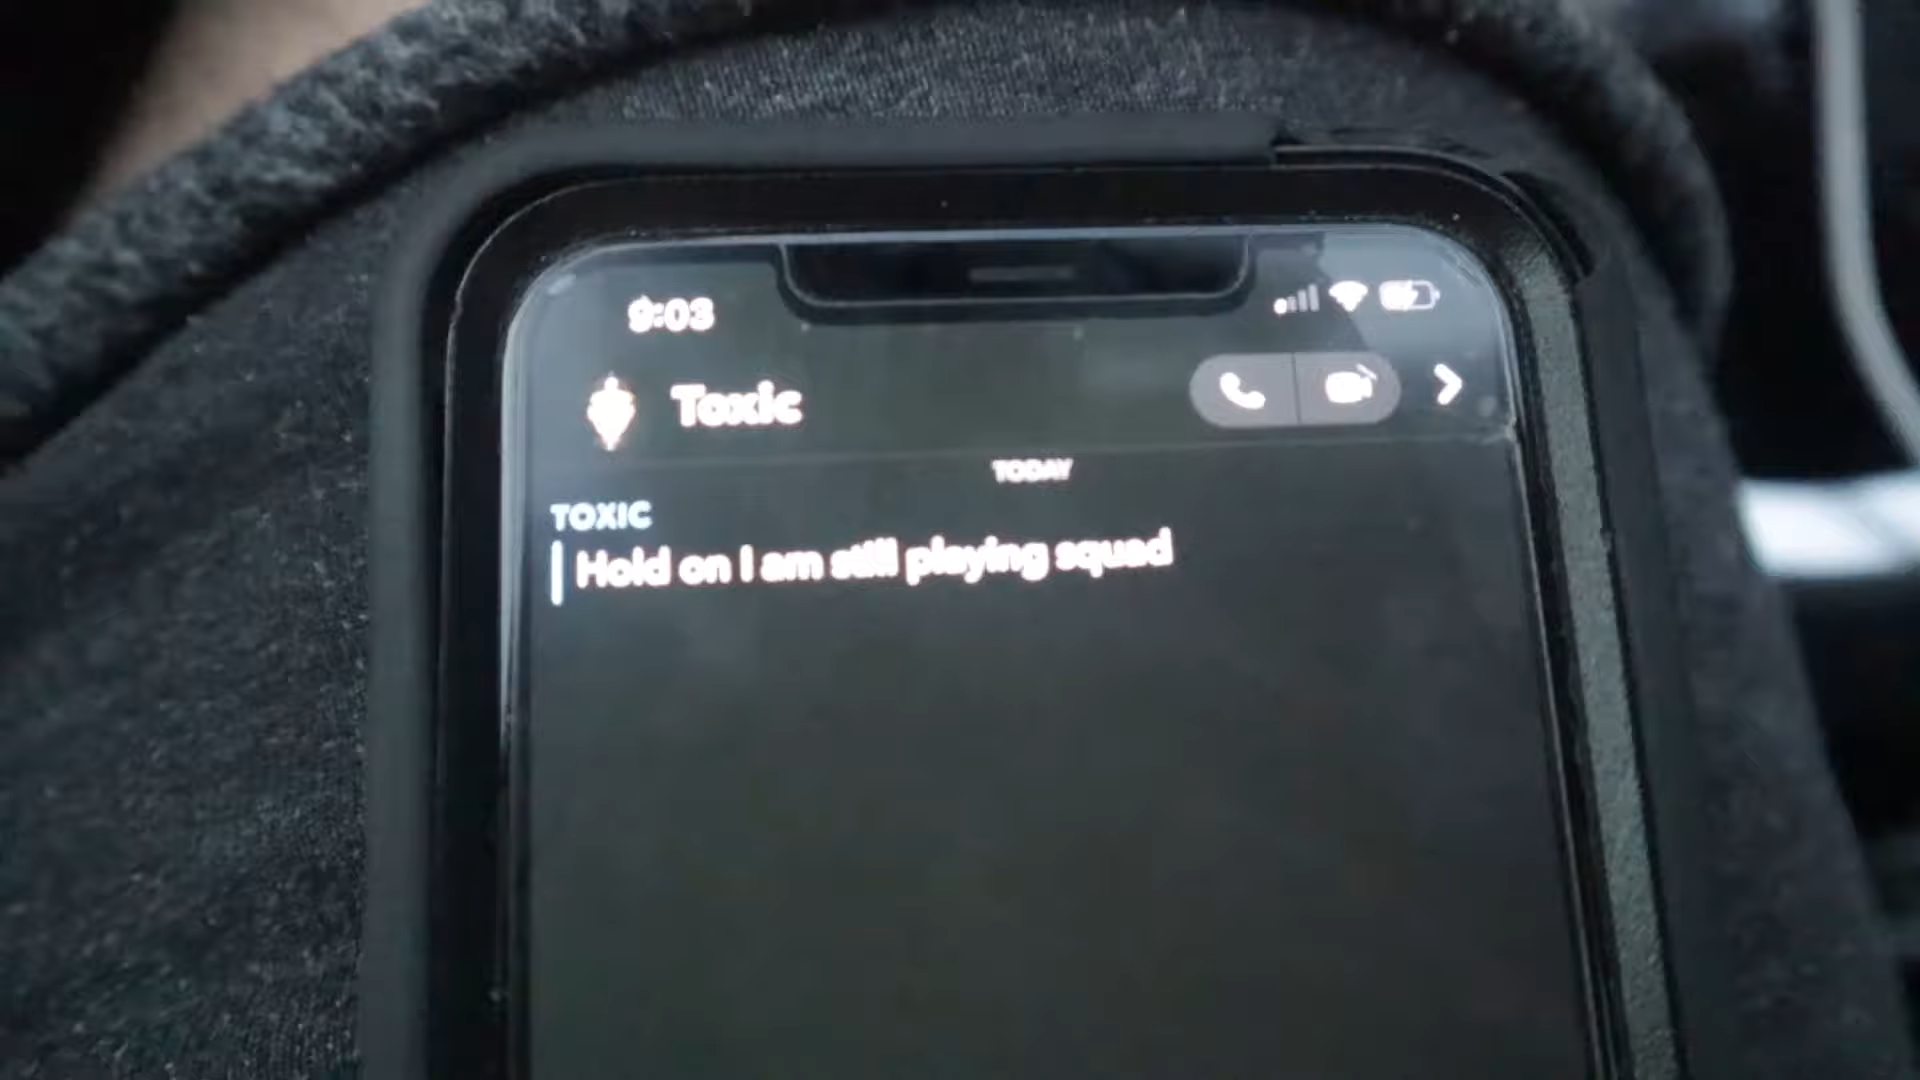 9:03
Toxic
TODAY
TOXIC
Hold on I am still playing squad